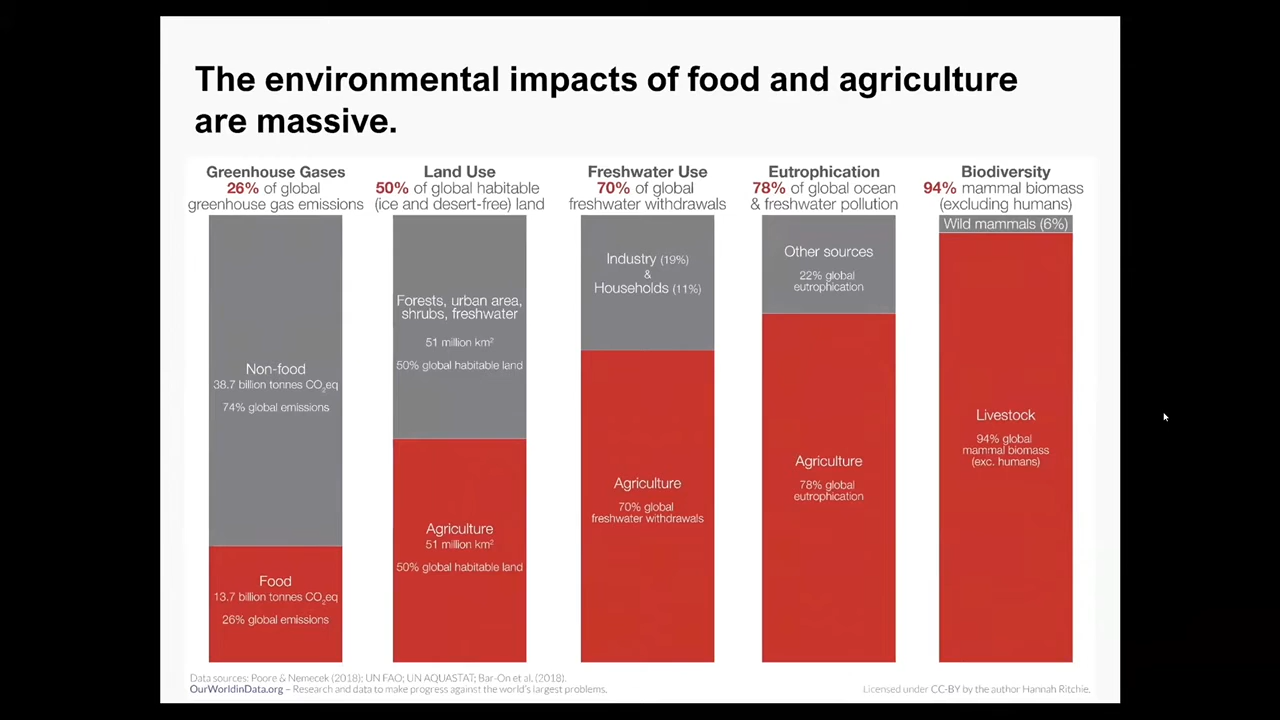 The environmental impacts of food and agriculture
are massive.
Greenhouse Gases
26% of global
greenhouse gas emissions
Non-food
38.7 billion tonnes CO₂eq
74% global emissions
Food
13.7 billion tonnes CO₂eq
26% global emissions
Land Use
50% of global habitable
(ice and desert-free) land
Forests, urban area,
shrubs, freshwater
51 million km²
50% global habitable land
Agriculture
51 million km²
50% global habitable land
Freshwater Use
70% of global
freshwater withdrawals
Industry (19%)
&
Households (11%)
Agriculture
70% global
freshwater withdrawals
Eutrophication
78% of global ocean
& freshwater pollution
Other sources
22% global
eutrophication
Agriculture
78% global
eutrophication
Biodiversity
94% mammal biomass
(excluding humans)
Wild mammals (6%)
Livestock
94% global
mammal biomass
(exc. humans)
Data sources: Poore & Nemecek (2018); UN FAO; UN AQUASTAT; Bar-On et al. (2018).
OurWorldinData.org – Research and data to make progress against the world's largest problems.
Licensed under CC-BY by the author Hannah Ritchie.